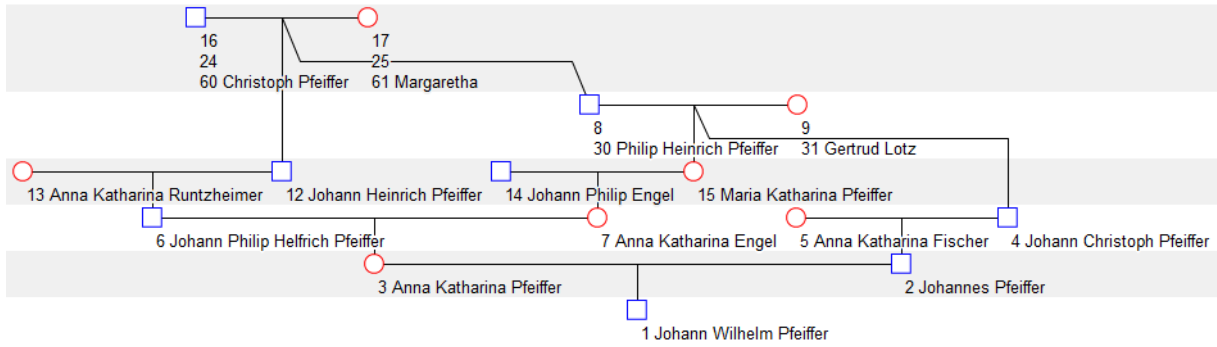 16
24
60 Christoph Pfeiffer
17
25
61 Margaretha
8
30 Philip Heinrich Pfeiffer
9
31 Gertrud Lotz
13 Anna Katharina Runtzheimer
12 Johann Heinrich Pfeiffer
14 Johann Philip Engel
15 Maria Katharina Pfeiffer
6 Johann Philip Helfrich Pfeiffer
7 Anna Katharina Engel
5 Anna Katharina Fischer
4 Johann Christoph Pfeiffer
3 Anna Katharina Pfeiffer
2 Johannes Pfeiffer
1 Johann Wilhelm Pfeiffer